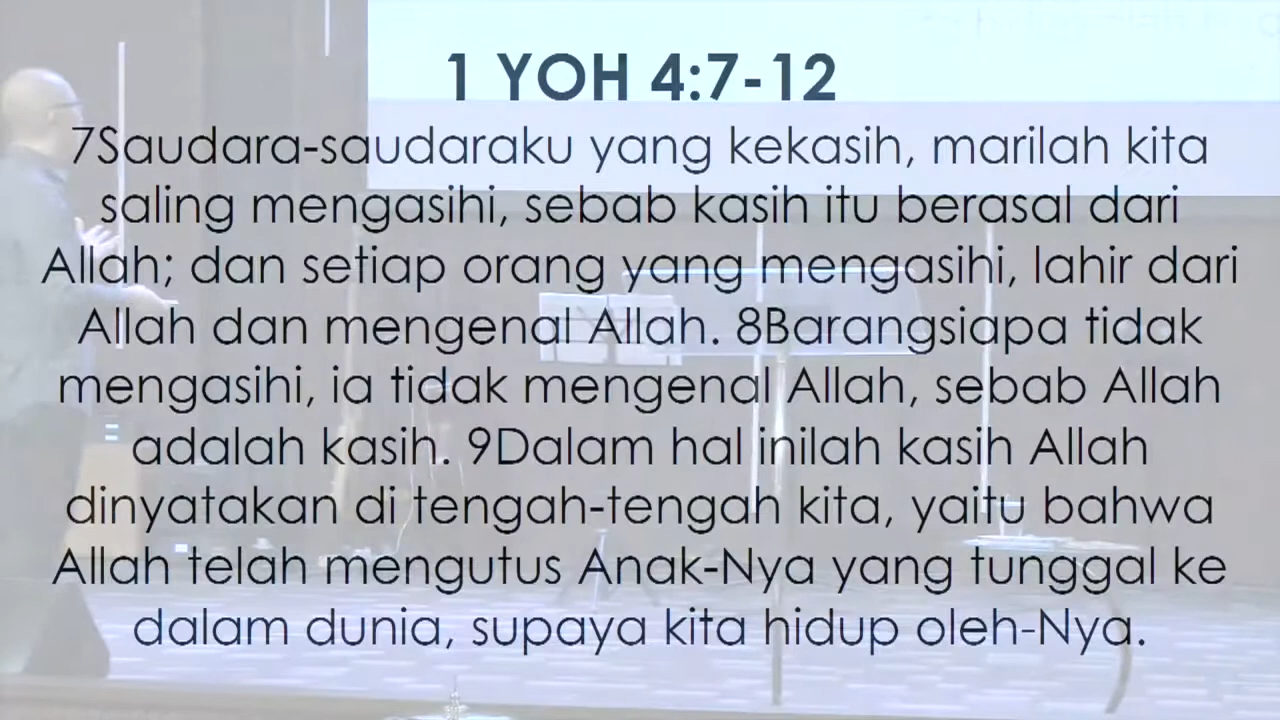 1 YOH 4:7-12
7Saudara-saudaraku yang kekasih, marilah kita
saling mengasihi, sebab kasih itu berasal dari
Allah; dan setiap orang yang mengasihi, lahir dari
Allah dan mengenal Allah. 8Barangsiapa tidak
mengasihi, ia tidak mengenal Allah, sebab Allah
adalah kasih. 9Dalam hal inilah kasih Allah
dinyatakan di tengah-tengah kita, yaitu bahwa
Allah telah mengutus Anak-Nya yang tunggal ke
dalam dunia, supaya kita hidup oleh-Nya.